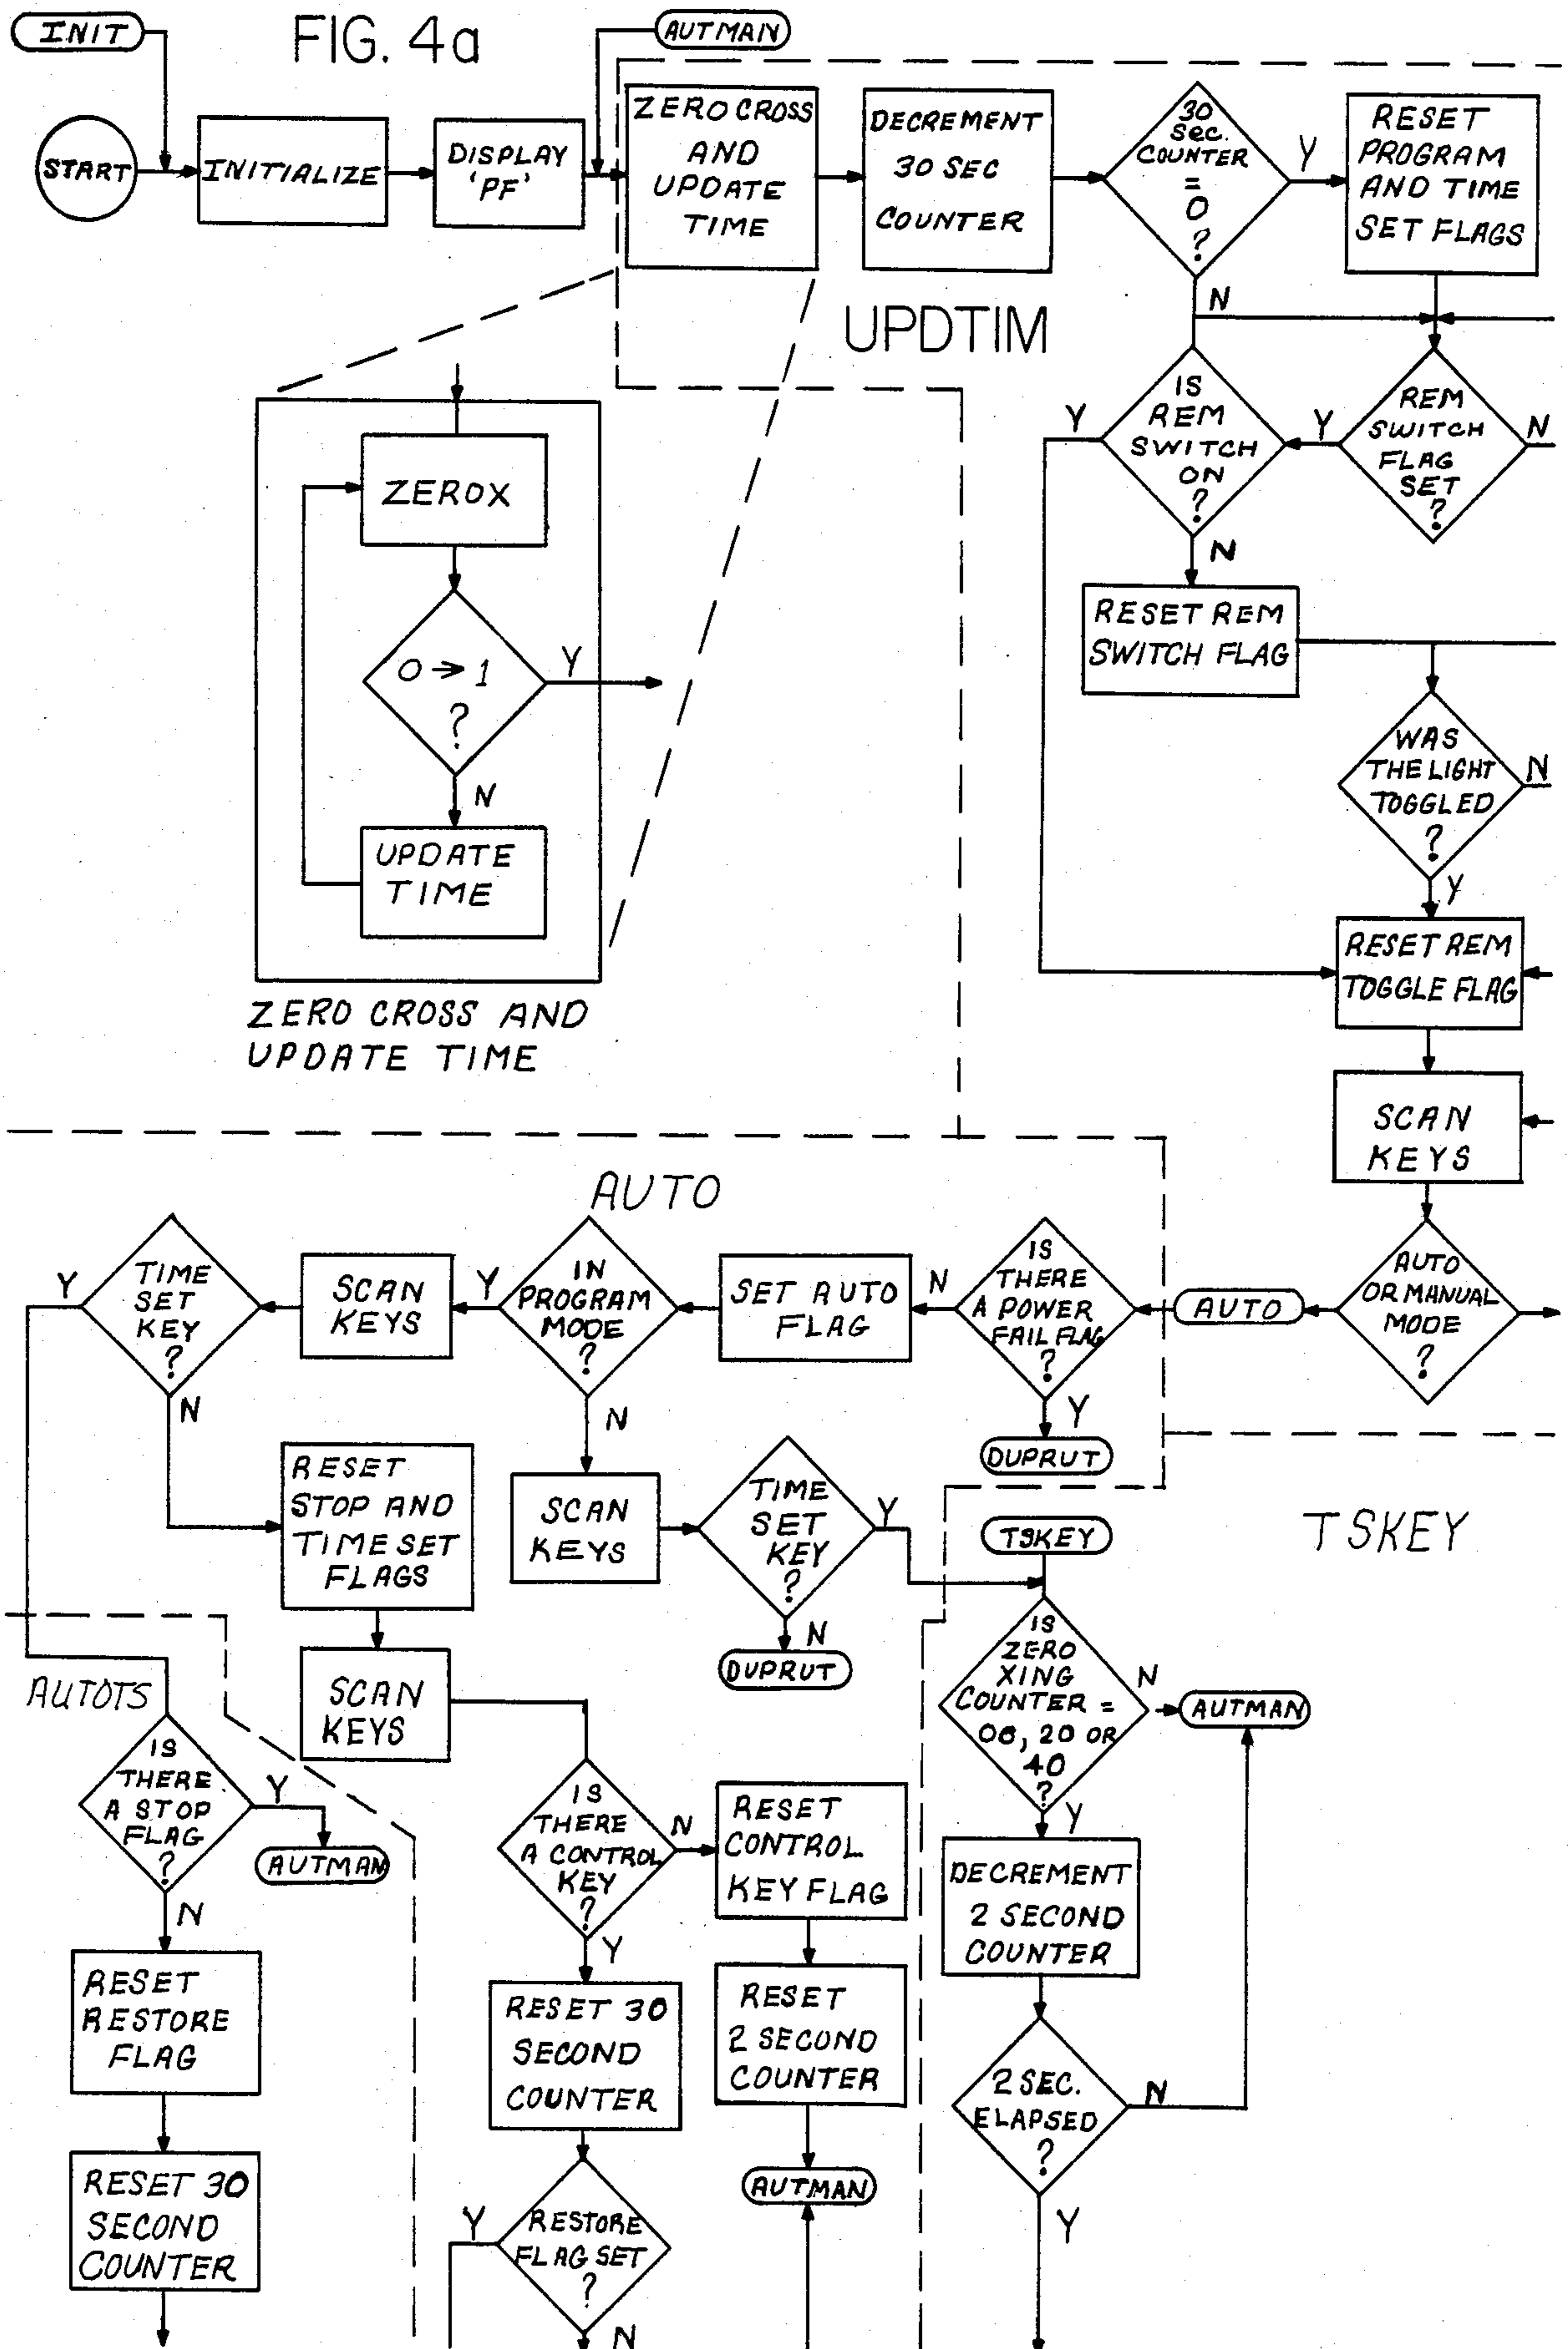 INIT
FIG. 4a
AUTMAN
START
INITIALIZE
DISPLAY
'PF'
ZERO CROSS
AND
UPDATE
TIME
DECREMENT
30 SEC
COUNTER
30
SEC.
COUNTER
=
0
?
Y
N
RESET
PROGRAM
AND TIME
SET FLAGS
UPDTIM
REM
SWITCH
FLAG
SET
?
N
Y
IS
REM
SWITCH
ON
?
Y
N
RESET REM
SWITCH FLAG
WAS
THE LIGHT
TOGGLED
?
N
Y
RESET REM
TOGGLE FLAG
SCAN
KEYS
AUTO
OR MANUAL
MODE
?
ZEROX
0 → 1
?
Y
N
UPDATE
TIME
ZERO CROSS AND
UPDATE TIME
AUTO
AUTO
IS
THERE
A POWER
FAIL FLAG
?
N
Y
DUPRUT
SET AUTO
FLAG
IN
PROGRAM
MODE
?
Y
N
SCAN
KEYS
TIME
SET
KEY
?
Y
N
RESET
STOP AND
TIME SET
FLAGS
SCAN
KEYS
SCAN
KEYS
TIME
SET
KEY
?
Y
N
DUPRUT
TSKEY
TSKEY
IS
ZERO
XING
COUNTER =
00, 20 OR
40
?
N
AUTMAN
Y
DECREMENT
2 SECOND
COUNTER
2 SEC.
ELAPSED
?
N
Y
AUTOTS
IS
THERE
A STOP
FLAG
?
Y
AUTMAN
N
RESET
RESTORE
FLAG
RESET 30
SECOND
COUNTER
IS
THERE
A CONTROL
KEY
?
N
Y
RESET
CONTROL
KEY FLAG
RESET
2 SECOND
COUNTER
AUTMAN
RESET 30
SECOND
COUNTER
RESTORE
FLAG SET
?
Y
N